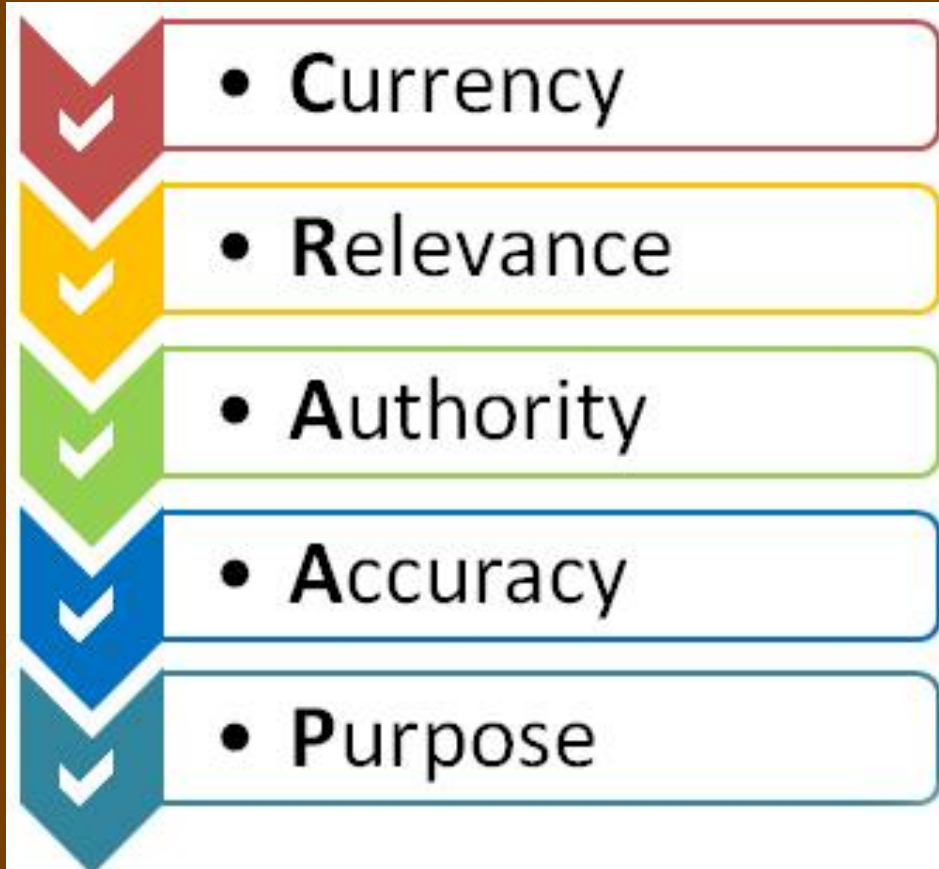 • Currency
• Relevance
• Authority
• Accuracy
• Purpose